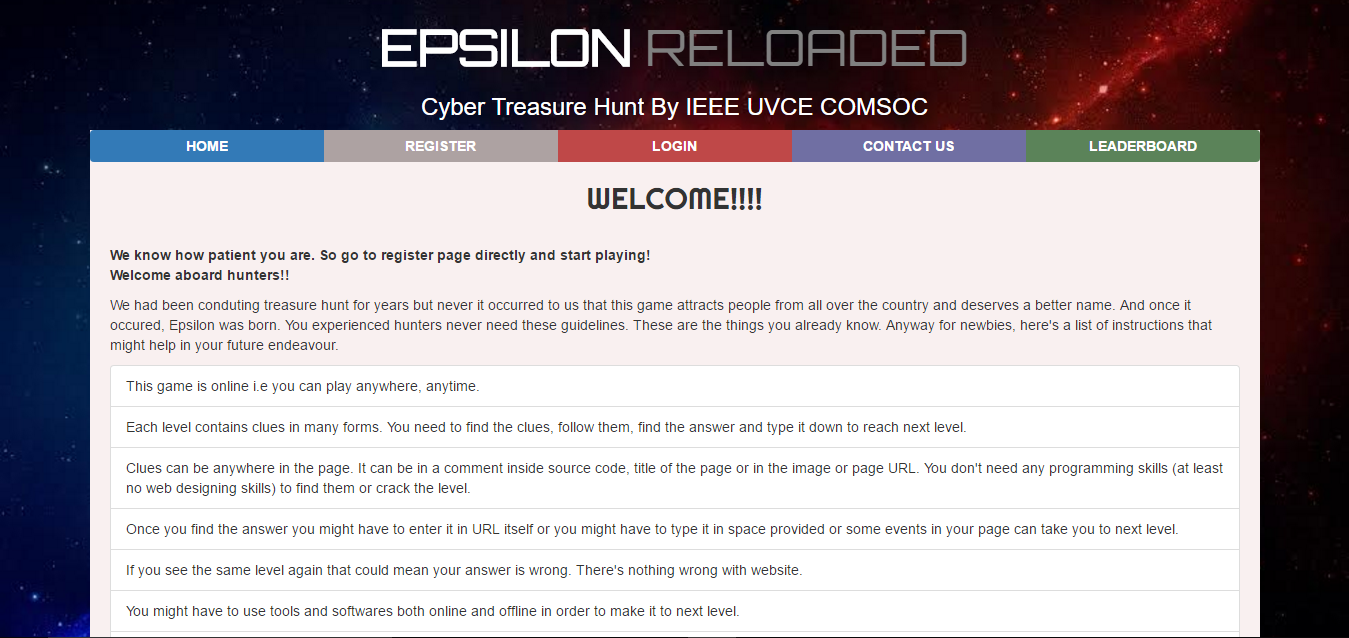 EPSILON RELOADED
Cyber Treasure Hunt By IEEE UVCE COMSOC
HOME REGISTER LOGIN CONTACT US LEADERBOARD
WELCOME!!!!
We know how patient you are. So go to register page directly and start playing!
Welcome aboard hunters!!
We had been conduting treasure hunt for years but never it occurred to us that this game attracts people from all over the country and deserves a better name. And once it
occured, Epsilon was born. You experienced hunters never need these guidelines. These are the things you already know. Anyway for newbies, here's a list of instructions that
might help in your future endeavour.
This game is online i.e you can play anywhere, anytime.
Each level contains clues in many forms. You need to find the clues, follow them, find the answer and type it down to reach next level.
Clues can be anywhere in the page. It can be in a comment inside source code, title of the page or in the image or page URL. You don't need any programming skills (at least
no web designing skills) to find them or crack the level.
Once you find the answer you might have to enter it in URL itself or you might have to type it in space provided or some events in your page can take you to next level.
If you see the same level again that could mean your answer is wrong. There's nothing wrong with website.
You might have to use tools and softwares both online and offline in order to make it to next level.